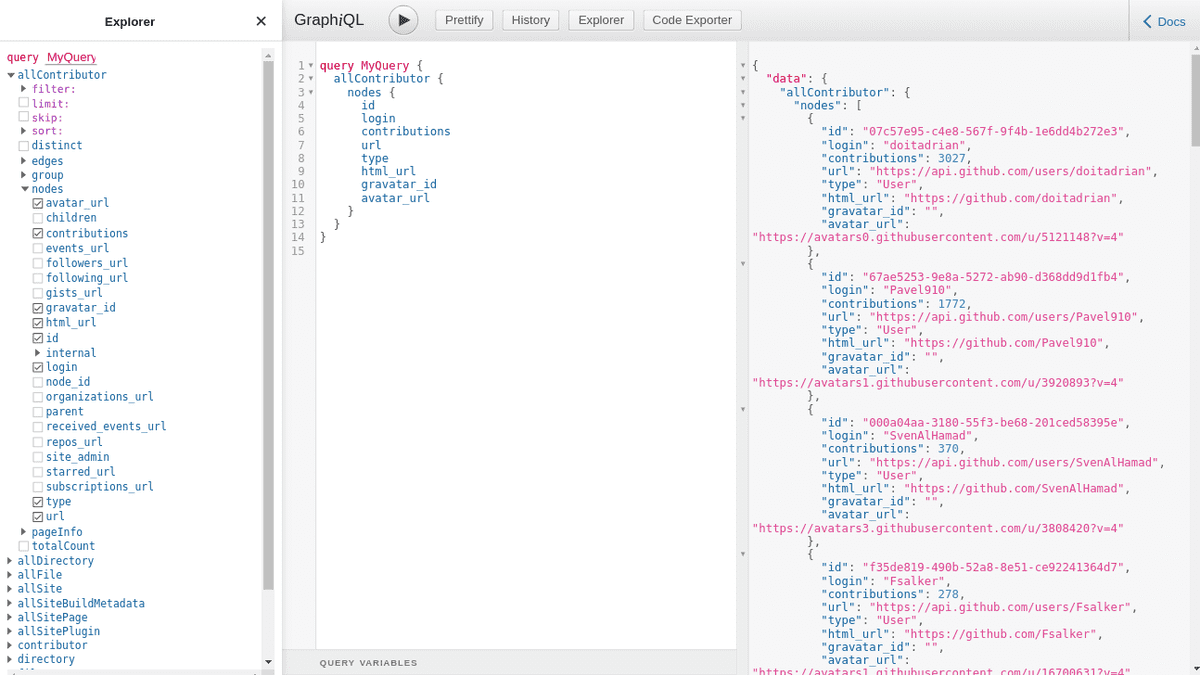 Explorer
query MyQuery
allContributor
filter:
limit:
skip:
sort:
distinct
edges
group
nodes
avatar_url
children
contributions
events_url
followers_url
following_url
gists_url
gravatar_id
html_url
id
internal
login
node_id
organizations_url
parent
received_events_url
repos_url
site_admin
starred_url
subscriptions_url
type
url
pageInfo
totalCount
allDirectory
allFile
allSite
allSiteBuildMetadata
allSitePage
allSitePlugin
contributor
directory
GraphiQL
Prettify
History
Explorer
Code Exporter
Docs
1 query MyQuery {
2 allContributor {
3 nodes {
4 id
5 login
6 contributions
7 url
8 type
9 html_url
10 gravatar_id
11 avatar_url
12 }
13 }
14 }
15
QUERY VARIABLES
{
"data": {
"allContributor": {
"nodes": [
{
"id": "07c57e95-c4e8-567f-9f4b-1e6dd4b272e3",
"login": "doitadrian",
"contributions": 3027,
"url": "https://api.github.com/users/doitadrian",
"type": "User",
"html_url": "https://github.com/doitadrian",
"gravatar_id": "",
"avatar_url":
"https://avatars0.githubusercontent.com/u/5121148?v=4"
},
{
"id": "67ae5253-9e8a-5272-ab90-d368dd9d1fb4",
"login": "Pavel910",
"contributions": 1772,
"url": "https://api.github.com/users/Pavel910",
"type": "User",
"html_url": "https://github.com/Pavel910",
"gravatar_id": "",
"avatar_url":
"https://avatars1.githubusercontent.com/u/3920893?v=4"
},
{
"id": "000a04aa-3180-55f3-be68-201ced58395e",
"login": "SvenAlHamad",
"contributions": 370,
"url": "https://api.github.com/users/SvenAlHamad",
"type": "User",
"html_url": "https://github.com/SvenAlHamad",
"gravatar_id": "",
"avatar_url":
"https://avatars3.githubusercontent.com/u/3808420?v=4"
},
{
"id": "f35de819-490b-52a8-8e51-ce92241364d7",
"login": "Fsalker",
"contributions": 278,
"url": "https://api.github.com/users/Fsalker",
"type": "User",
"html_url": "https://github.com/Fsalker",
"gravatar_id": "",
"avatar_url":
"https://avatars1.githubusercontent.com/u/16700631?v=4"